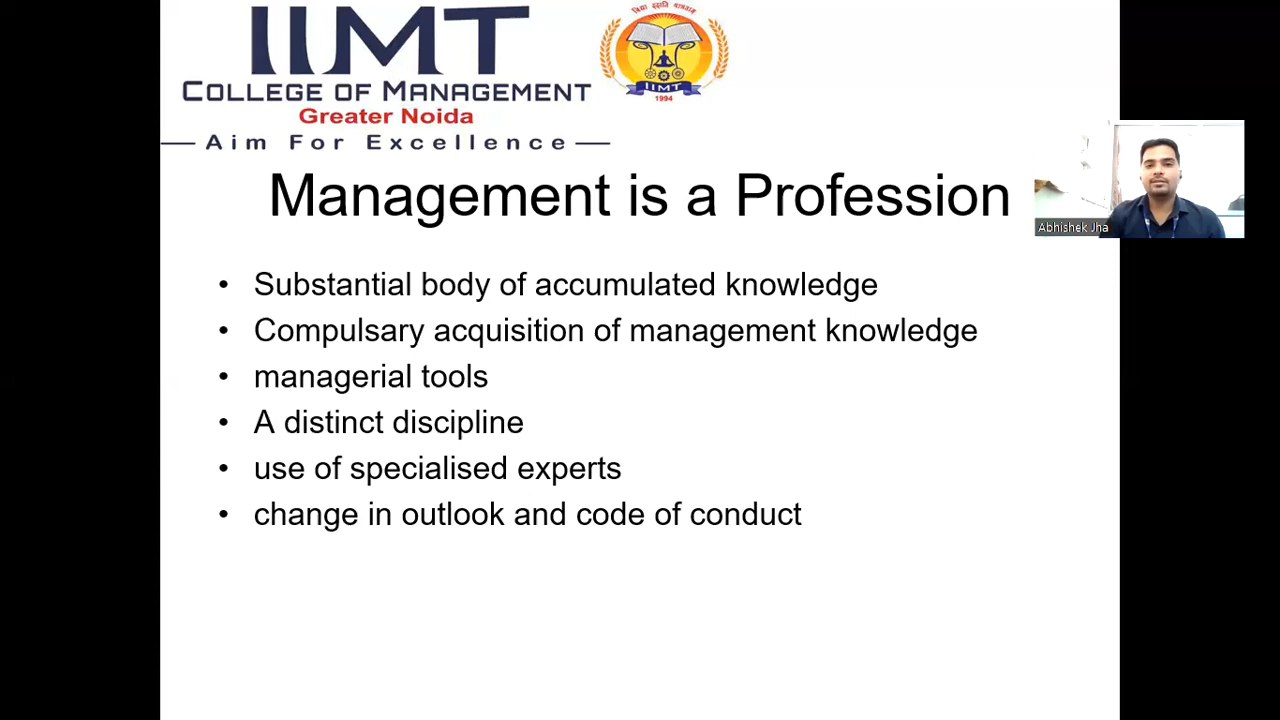 IIMT
COLLEGE OF MANAGEMENT
Greater Noida
Aim For Excellence
IIMT
1994
Management is a Profession
Abhishek Jha
• Substantial body of accumulated knowledge
• Compulsary acquisition of management knowledge
• managerial tools
• A distinct discipline
• use of specialised experts
• change in outlook and code of conduct